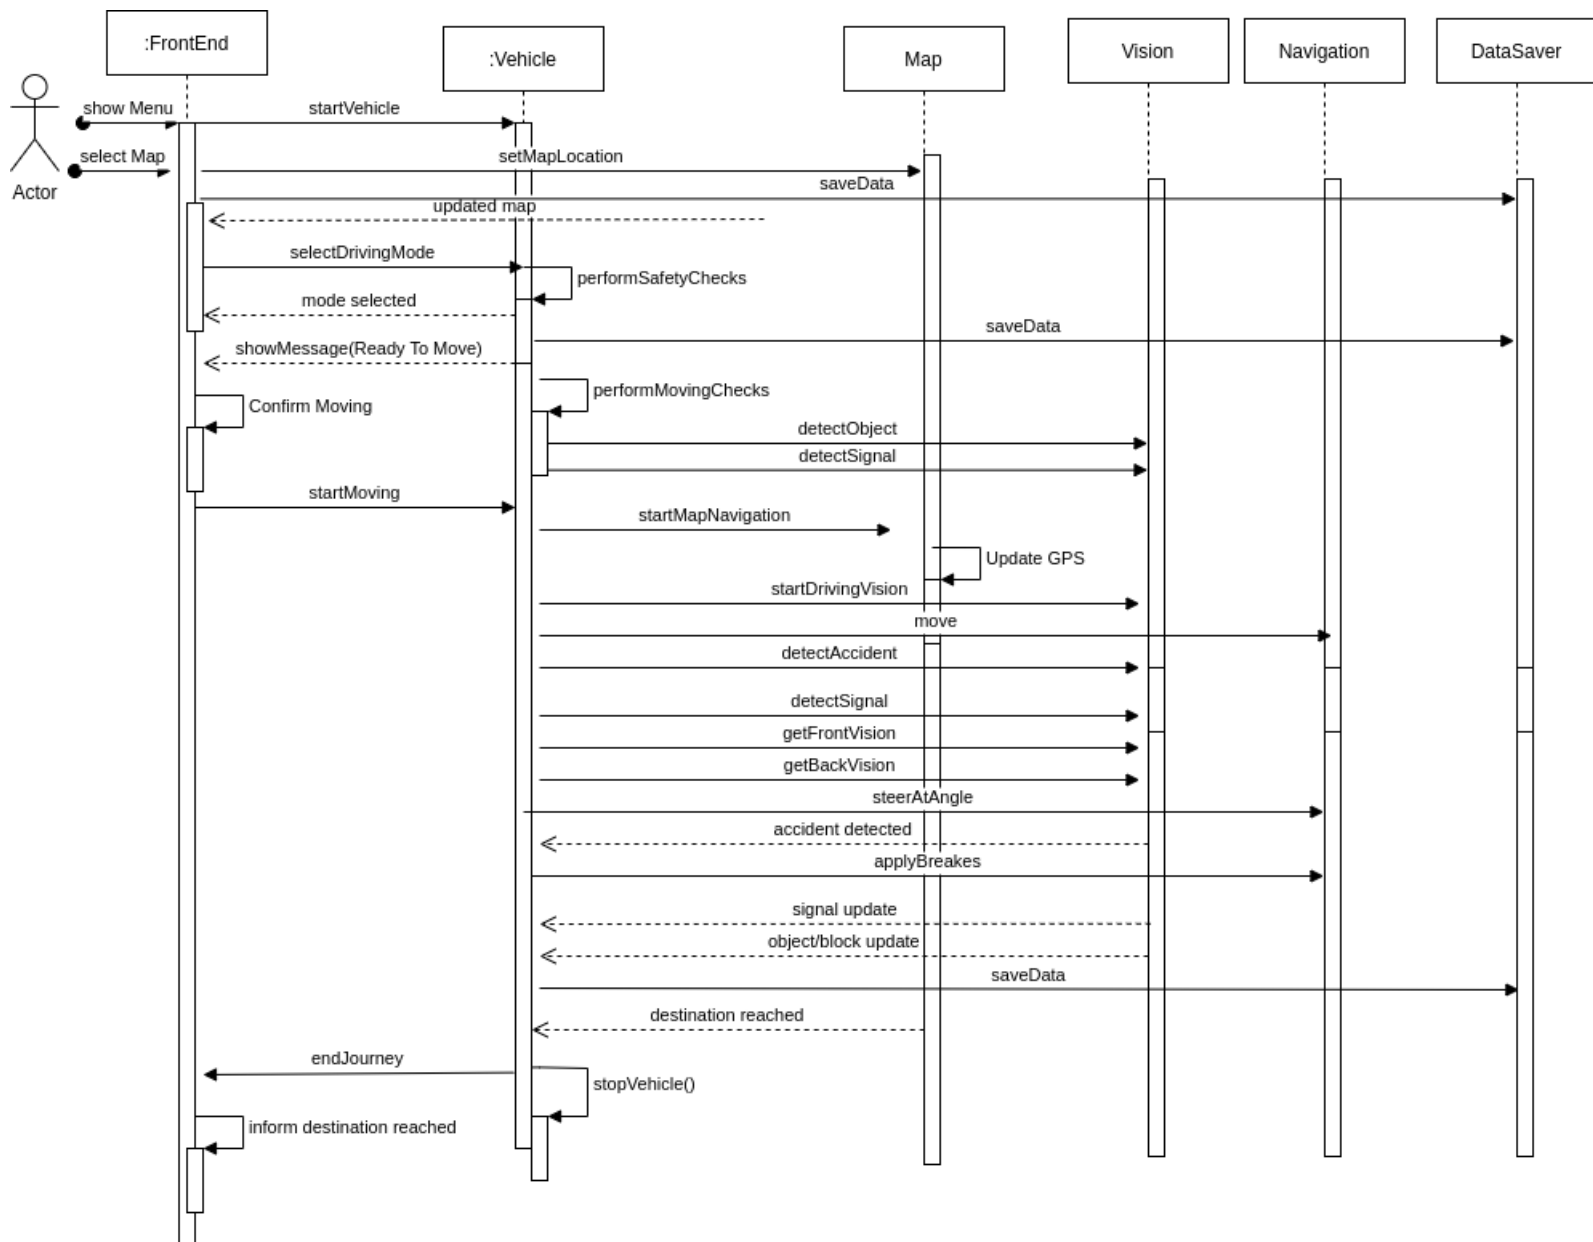 :FrontEnd
:Vehicle
Map
Vision
Navigation
DataSaver
show Menu
startVehicle
select Map
setMapLocation
Actor
saveData
updated map
selectDrivingMode
performSafetyChecks
mode selected
saveData
showMessage(Ready To Move)
performMovingChecks
Confirm Moving
detectObject
detectSignal
startMoving
startMapNavigation
Update GPS
startDrivingVision
move
detectAccident
detectSignal
getFrontVision
getBackVision
steerAtAngle
accident detected
applyBreakes
signal update
object/block update
saveData
destination reached
endJourney
stopVehicle()
inform destination reached